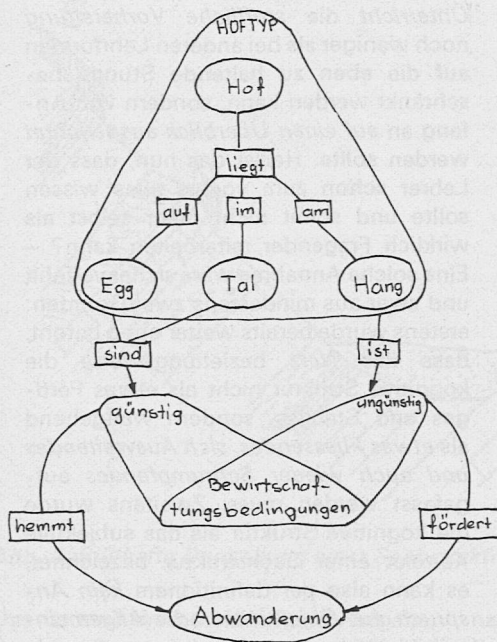 HOFTYP
Hof
liegt
auf im am
Egg Tal Hang
sind ist
günstig ungünstig
Bewirtschaf-
tungsbedingungen
hemmt fördert
Abwanderung